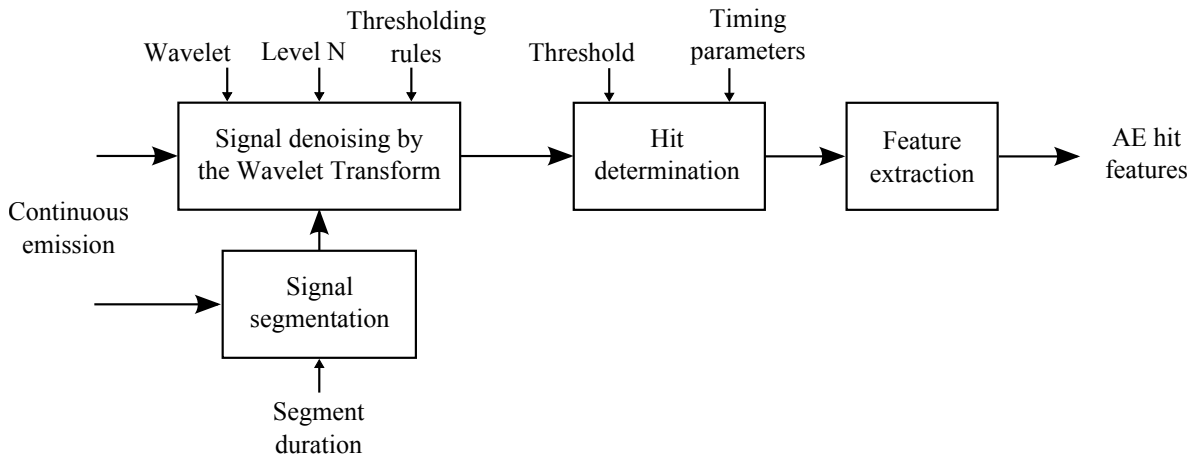 Wavelet
Level N
Thresholding
rules
Threshold
Timing
parameters
Signal denoising by
the Wavelet Transform
Hit
determination
Feature
extraction
AE hit
features
Continuous
emission
Signal
segmentation
Segment
duration